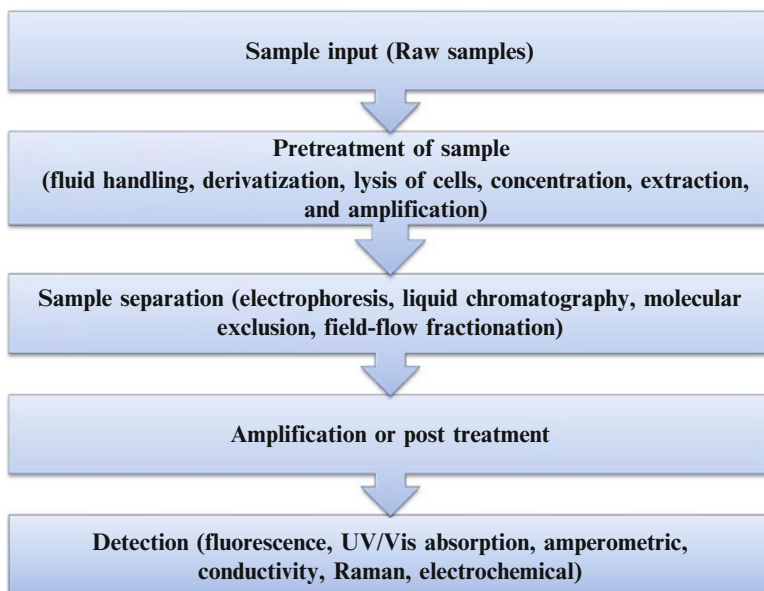 Sample input (Raw samples)
Pretreatment of sample
(fluid handling, derivatization, lysis of cells, concentration, extraction,
and amplification)
Sample separation (electrophoresis, liquid chromatography, molecular
exclusion, field-flow fractionation)
Amplification or post treatment
Detection (fluorescence, UV/Vis absorption, amperometric,
conductivity, Raman, electrochemical)